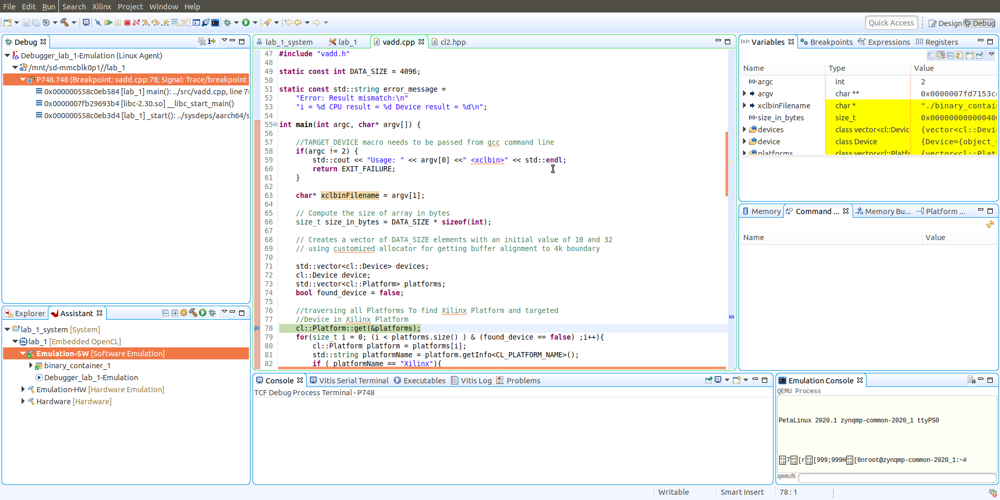 File Edit Run Search Xilinx Project Window Help
Quick Access
Design Debug
Debug
Debugger_lab_1-Emulation (Linux Agent)
/mnt/sd-mmcblk0p1//lab_1
P748.748 (Breakpoint: vadd.cpp:78; Signal: Trace/breakpoint
0x000000558c0eb584 [lab_1] main(): ../src/vadd.cpp, line 78
0x0000007fb29693b4 [libc-2.30.so] __libc_start_main()
0x000000558c0eb3d4 [lab_1] _start(): ../sysdeps/aarch64/s
Explorer Assistant
lab_1_system [System]
lab_1 [Embedded OpenCL]
Emulation-SW [Software Emulation]
binary_container_1
Debugger_lab_1-Emulation
Emulation-HW [Hardware Emulation]
Hardware [Hardware]
lab_1_system lab_1 vadd.cpp cl2.hpp
47 #include "vadd.h"
48
49 static const int DATA_SIZE = 4096;
50
51 static const std::string error_message =
52     "Error: Result mismatch:\n"
53     "i = %d CPU result = %d Device result = %d\n";
54
55 int main(int argc, char* argv[]) {
56
57     //TARGET_DEVICE macro needs to be passed from gcc command line
58     if(argc != 2) {
59         std::cout << "Usage: " << argv[0] <<" <xclbin>" << std::endl;
60         return EXIT_FAILURE;
61     }
62
63     char* xclbinFilename = argv[1];
64
65     // Compute the size of array in bytes
66     size_t size_in_bytes = DATA_SIZE * sizeof(int);
67
68     // Creates a vector of DATA_SIZE elements with an initial value of 10 and 32
69     // using customized allocator for getting buffer alignment to 4k boundary
70
71     std::vector<cl::Device> devices;
72     cl::Device device;
73     std::vector<cl::Platform> platforms;
74     bool found_device = false;
75
76     //traversing all Platforms To find Xilinx Platform and targeted
77     //Device in Xilinx Platform
78     cl::Platform::get(&platforms);
79     for(size_t i = 0; (i < platforms.size() ) & (found_device == false) ;i++){
80         cl::Platform platform = platforms[i];
81         std::string platformName = platform.getInfo<CL_PLATFORM_NAME>();
82         if ( platformName == "Xilinx"){
Console Vitis Serial Terminal Executables Vitis Log Problems
TCF Debug Process Terminal - P748
Variables Breakpoints Expressions Registers
Name Type Value
argc int 2
argv char ** 0x0000007fd7153c
xclbinFilename char * "./binary_contai
size_in_bytes size_t 0x0000000000040
devices class vector<cl::Devic {vector<cl::Devi
device class Device {Device={object_
platforms class vector<cl::Platfo {vector<cl::Plat
Memory Command ... Memory Bu... Platform ...
Name Value
Emulation Console
QEMU Process
PetaLinux 2020.1 zynqmp-common-2020_1 ttyPS0
7[r[999;999H[6nroot@zynqmp-common-2020_1:~#
qemu%
Writable Smart Insert 78 : 1